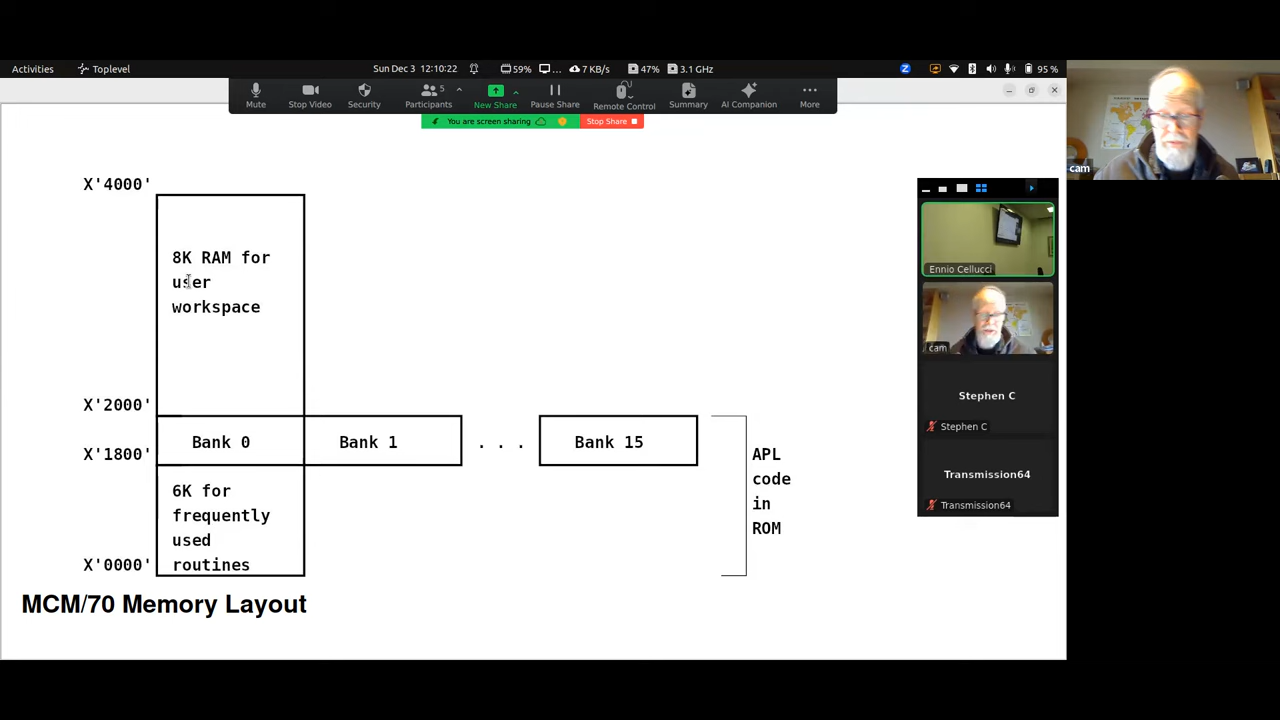 Activities
Toplevel
Sun Dec 3 12:10:22
59%
...
7 KB/s
47%
3.1 GHz
95 %
Mute
Stop Video
Security
5
Participants
New Share
Pause Share
Remote Control
Summary
AI Companion
More
You are screen sharing
Stop Share
cam
X'4000'
8K RAM for
user
workspace
Ennio Cellucci
cam
Stephen C
Stephen C
Transmission64
Transmission64
X'2000'
Bank 0
Bank 1
. . .
Bank 15
X'1800'
APL
code
in
ROM
6K for
frequently
used
routines
X'0000'
MCM/70 Memory Layout